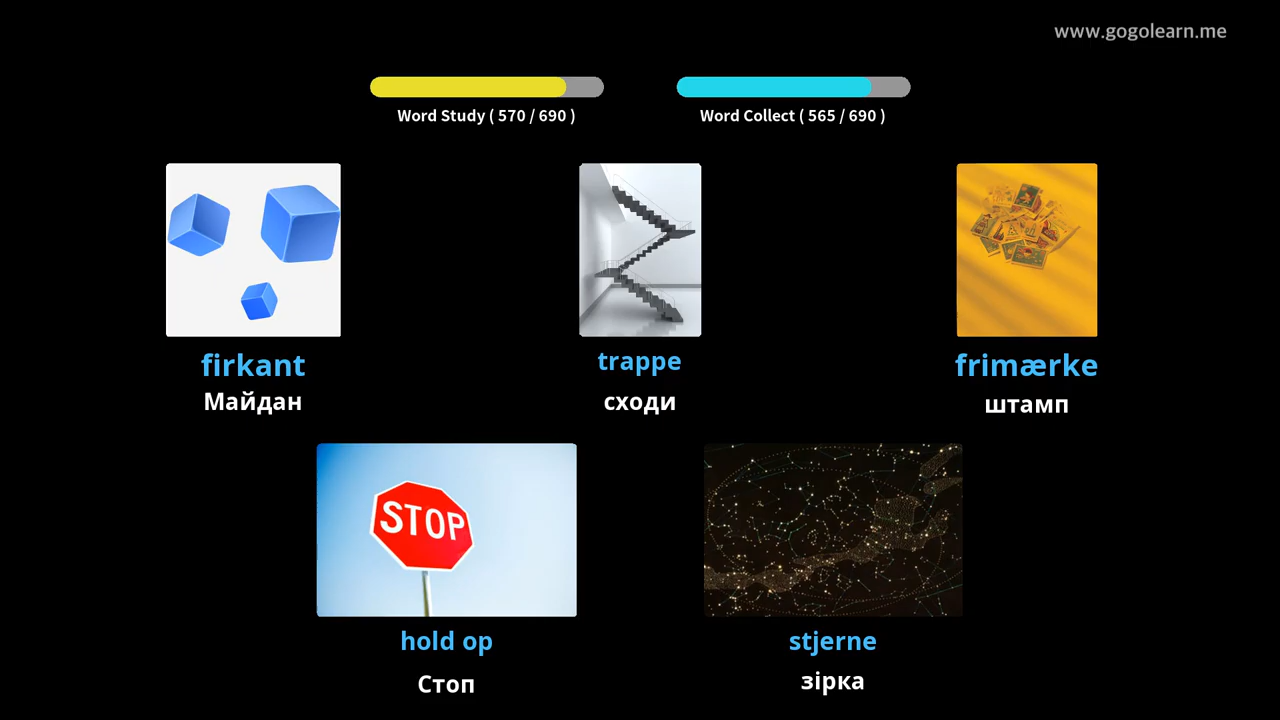 www.gogolearn.me
Word Study ( 570 / 690 )
Word Collect ( 565 / 690 )
firkant
Майдан
trappe
сходи
frimærke
штамп
STOP
hold op
Стоп
stjerne
зірка